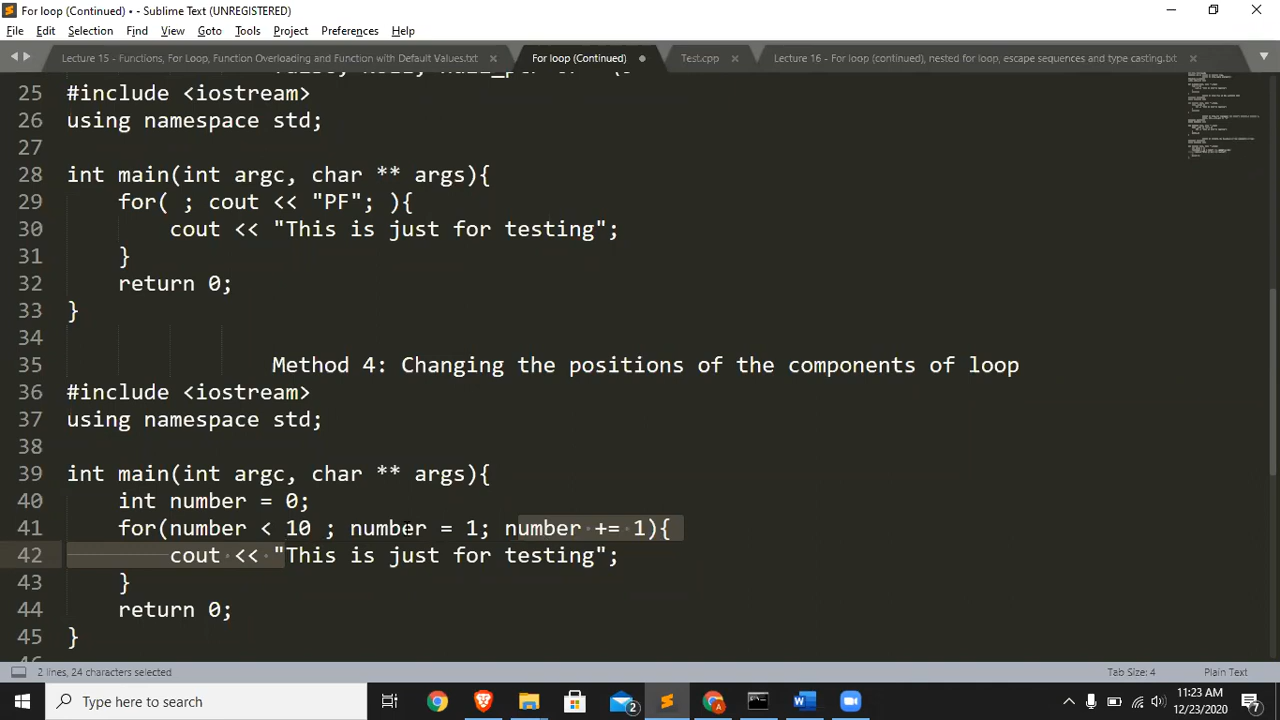 For loop (Continued) • - Sublime Text (UNREGISTERED)
File Edit Selection Find View Goto Tools Project Preferences Help
Lecture 15 - Functions, For Loop, Function Overloading and Function with Default Values.txt For loop (Continued) Test.cpp Lecture 16 - For loop (continued), nested for loop, escape sequences and type casting.txt
25 #include <iostream>
26 using namespace std;
27
28 int main(int argc, char ** args){
29 for( ; cout << "PF"; ){
30 cout << "This is just for testing";
31 }
32 return 0;
33 }
34
35 Method 4: Changing the positions of the components of loop
36 #include <iostream>
37 using namespace std;
38
39 int main(int argc, char ** args){
40 int number = 0;
41 for(number < 10 ; number = 1; number += 1){
42 cout << "This is just for testing";
43 }
44 return 0;
45 }
2 lines, 24 characters selected Tab Size: 4 Plain Text
Type here to search 2 11:23 AM
12/23/2020 7